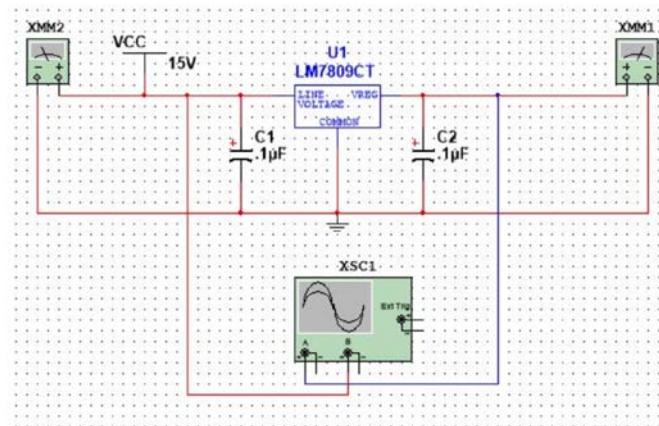 XMM2
VCC
15V
U1
LM7809CT
LINE VREG
VOLTAGE
COMMON
XMM1
C1
.1µF
C2
.1µF
XSC1
Ext Trig
A
B